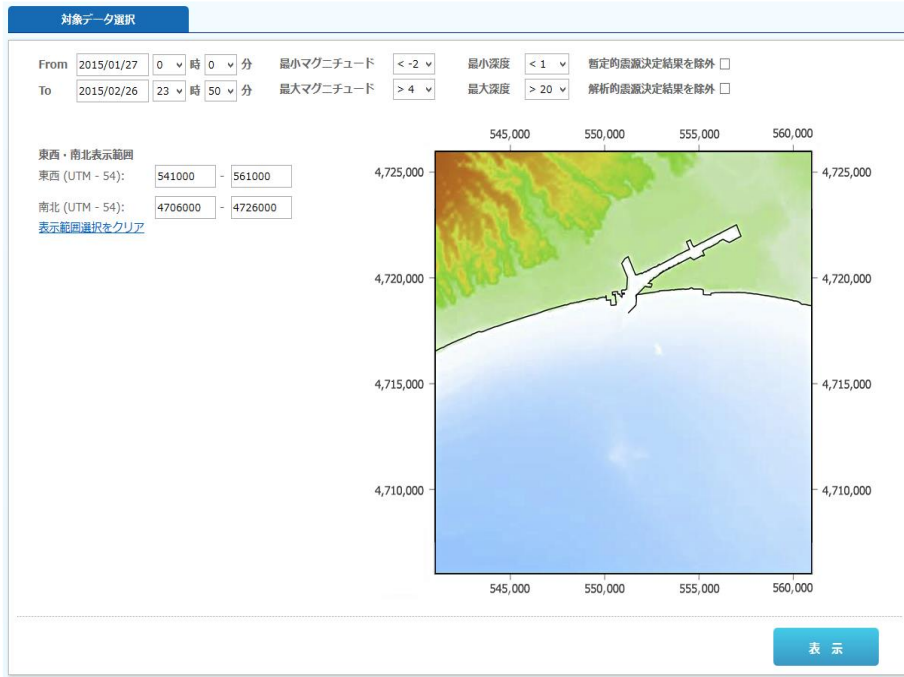 対象データ選択
From 2015/01/27 0 時 0 分 最小マグニチュード < -2 最小深度 < 1 暫定的震源決定結果を除外
To 2015/02/26 23 時 50 分 最大マグニチュード > 4 最大深度 > 20 解析的震源決定結果を除外
東西・南北表示範囲
東西 (UTM - 54): 541000 - 561000
南北 (UTM - 54): 4706000 - 4726000
表示範囲選択をクリア
545,000 550,000 555,000 560,000
4,725,000 4,725,000
4,720,000 4,720,000
4,715,000 4,715,000
4,710,000 4,710,000
545,000 550,000 555,000 560,000
表 示